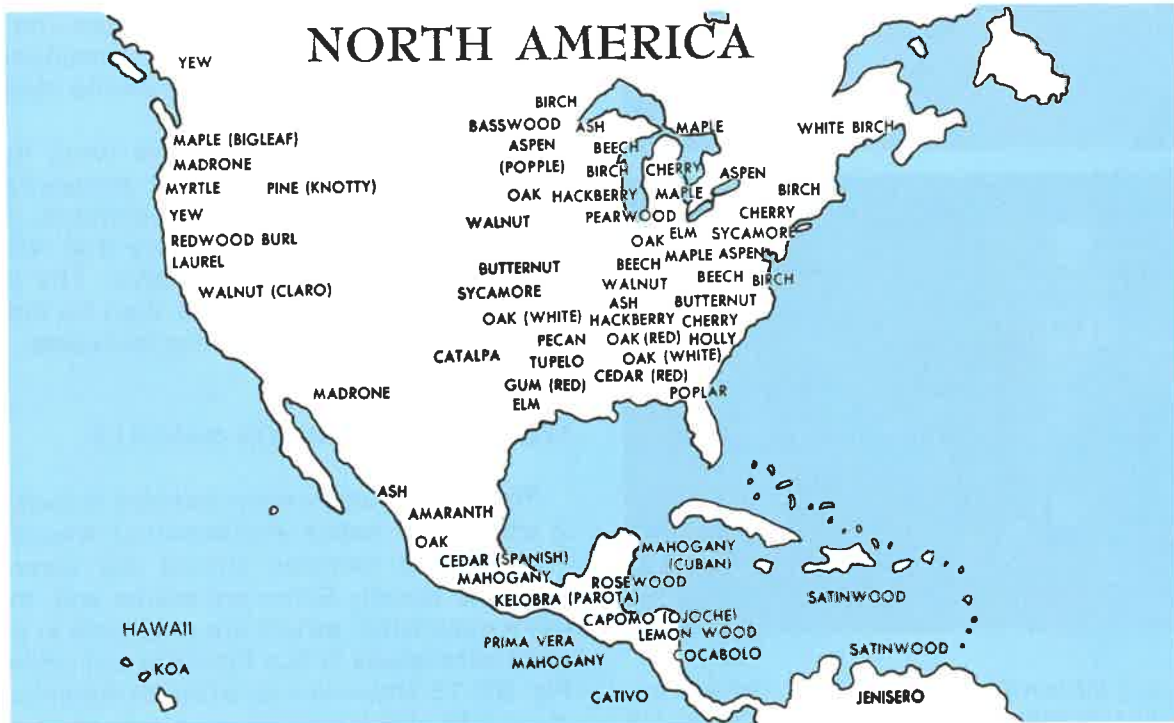 NORTH AMERICA
YEW
BIRCH
BASSWOOD ASH MAPLE WHITE BIRCH
MAPLE (BIGLEAF) ASPEN BEECH
MADRONE (POPPLE) BIRCH CHERRY ASPEN
MYRTLE PINE (KNOTTY) OAK HACKBERRY MAPLE BIRCH
YEW WALNUT PEARWOOD CHERRY
REDWOOD BURL OAK ELM SYCAMORE
LAUREL BUTTERNUT BEECH MAPLE ASPEN
WALNUT (CLARO) SYCAMORE WALNUT BEECH BIRCH
ASH BUTTERNUT
OAK (WHITE) HACKBERRY CHERRY
PECAN OAK (RED) HOLLY
CATALPA TUPELO OAK (WHITE)
GUM (RED) CEDAR (RED)
MADRONE ELM POPLAR
ASH
AMARANTH
OAK
CEDAR (SPANISH) MAHOGANY
MAHOGANY (CUBAN)
ROSEWOOD
KELOBRA (PAROTA) SATINWOOD
CAPOMO (OJOCHE)
HAWAII LEMON WOOD
PRIMA VERA COCABOLO SATINWOOD
KOA MAHOGANY
CATIVO JENISERO